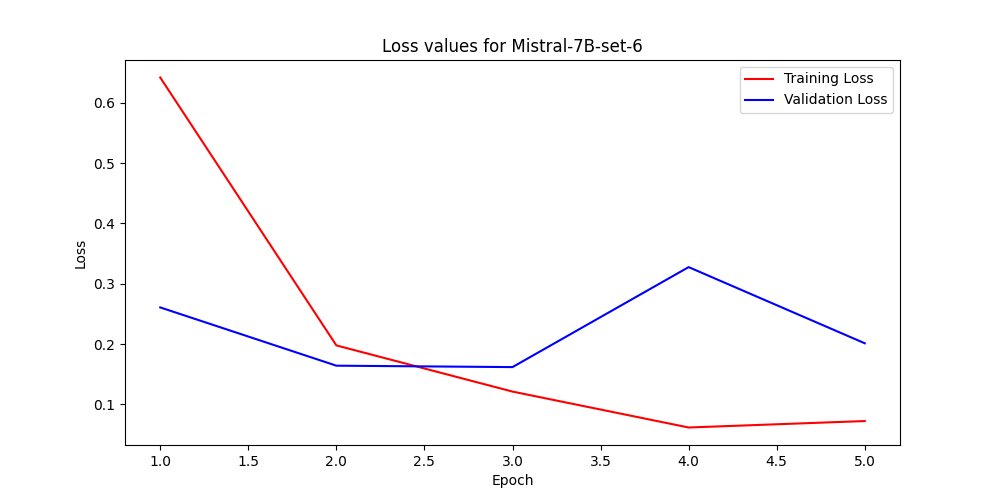 Loss values for Mistral-7B-set-6
Training Loss
Validation Loss
0.6
0.5
0.4
0.3
0.2
0.1
Loss
1.0 1.5 2.0 2.5 3.0 3.5 4.0 4.5 5.0
Epoch